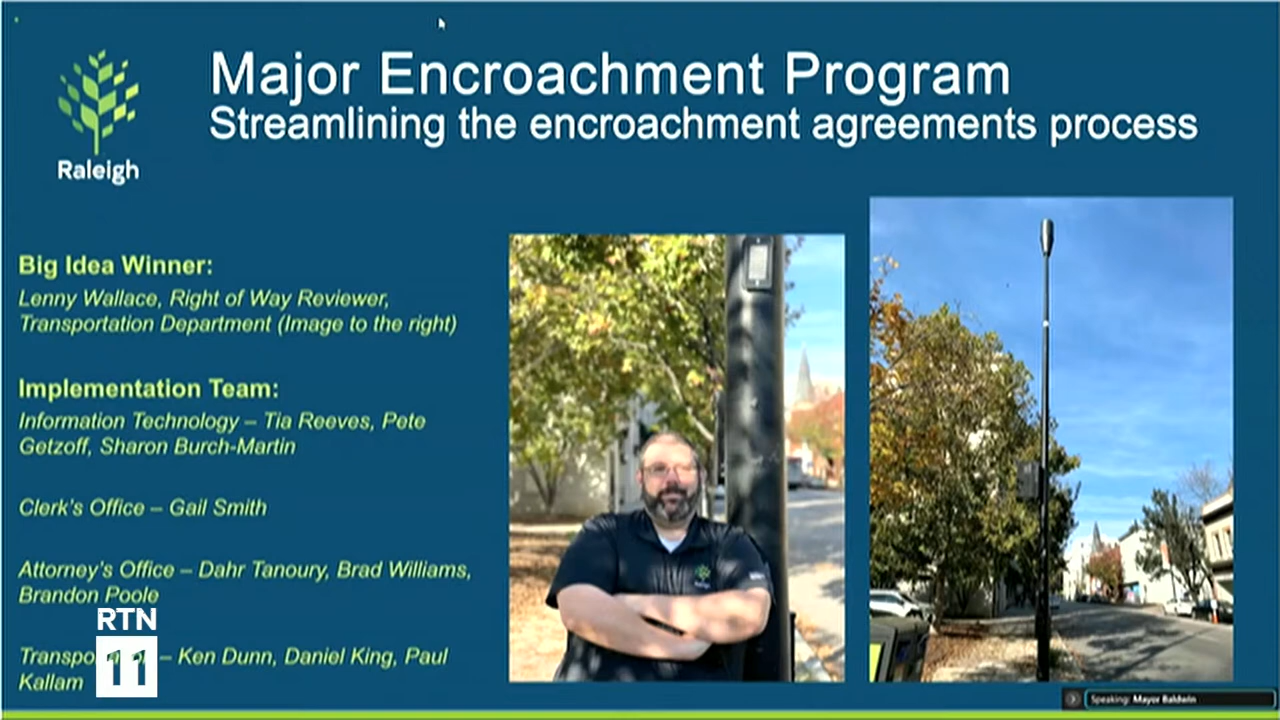 Major Encroachment Program
Streamlining the encroachment agreements process
Raleigh
Big Idea Winner:
Lenny Wallace, Right of Way Reviewer,
Transportation Department (Image to the right)
Implementation Team:
Information Technology – Tia Reeves, Pete
Getzoff, Sharon Burch-Martin
Clerk's Office – Gail Smith
Attorney's Office – Dahr Tanoury, Brad Williams,
Brandon Poole
– Ken Dunn, Daniel King, Paul
Kallam
RTN
11
Raleigh
Speaking: Mayor Baldwin